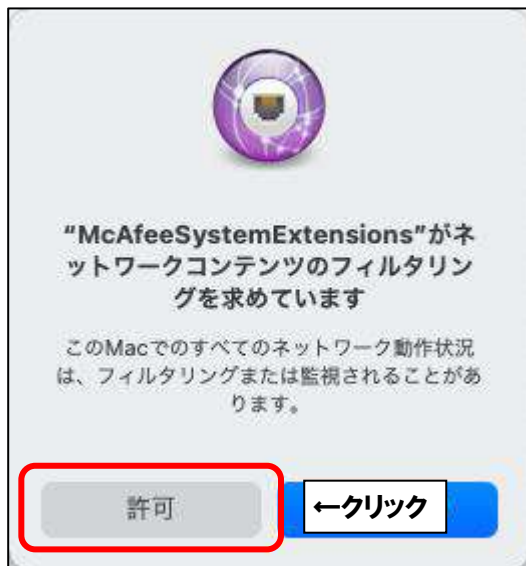 “McAfeeSystemExtensions”がネ
ットワークコンテンツのフィルタリン
グを求めています
このMacでのすべてのネットワーク動作状況
は、フィルタリングまたは監視されることがあ
ります。
許可
←クリック